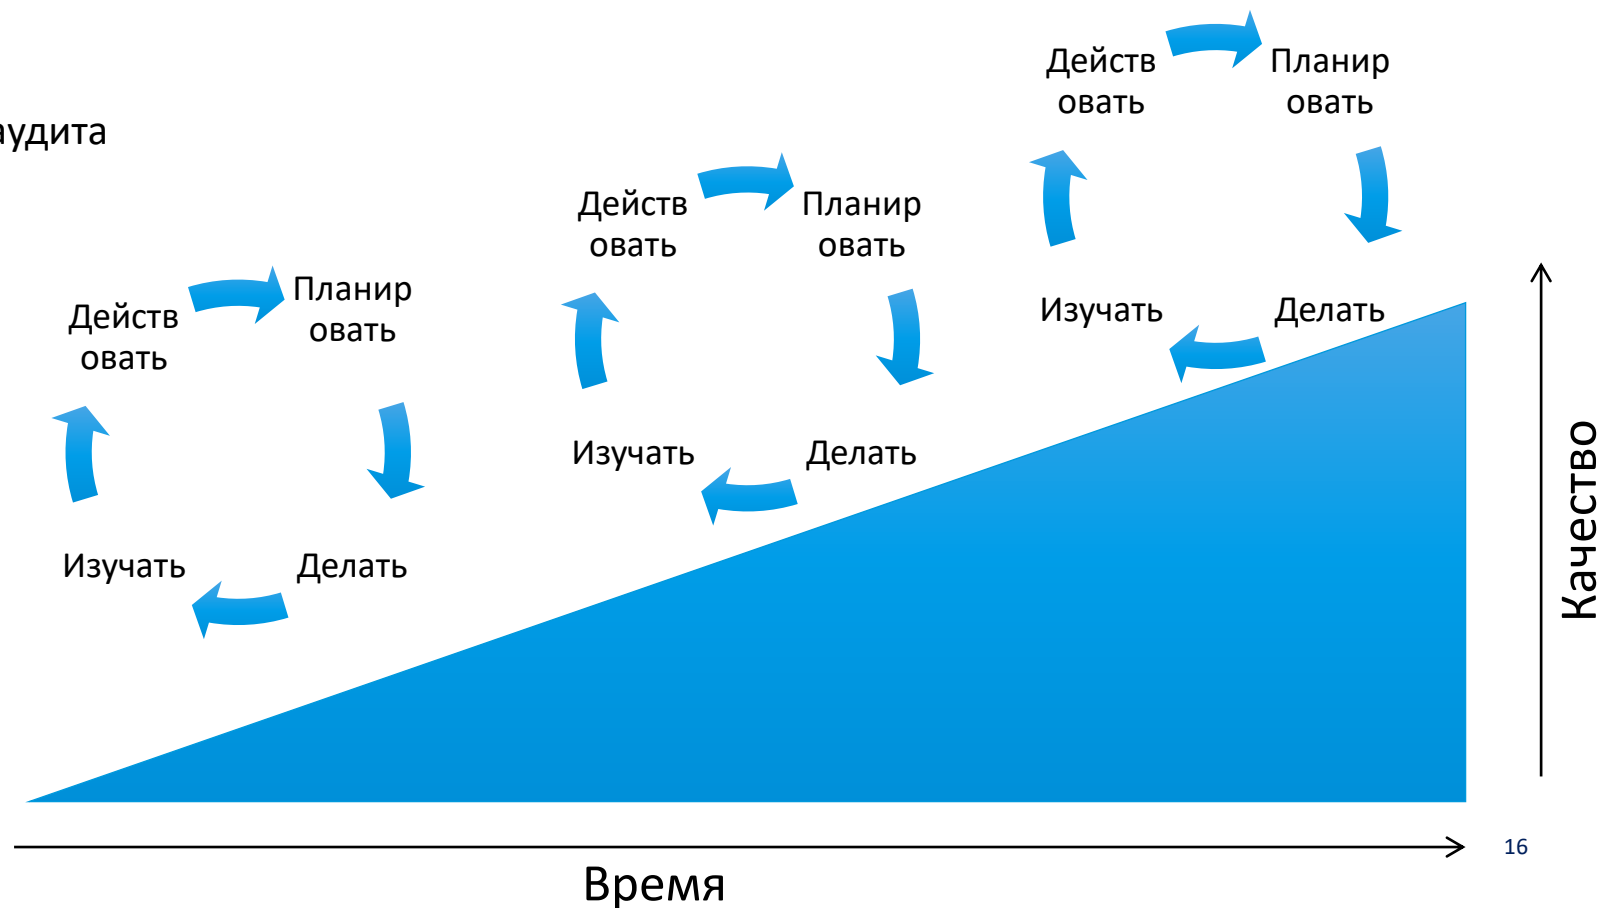 аудита
Действ
овать
Планир
овать
Изучать
Делать
Действ
овать
Планир
овать
Изучать
Делать
Действ
овать
Планир
овать
Изучать
Делать
Качество
Время
16